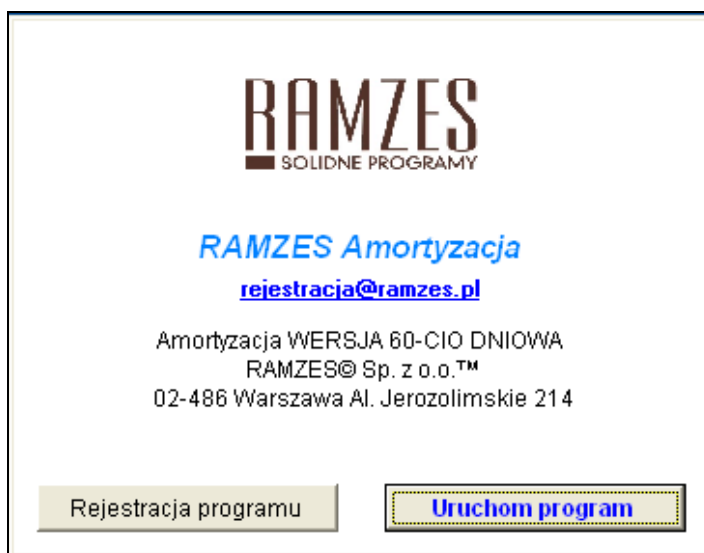 RAMZES
SOLIDNE PROGRAMY
RAMZES Amortyzacja
rejestracja@ramzes.pl
Amortyzacja WERSJA 60-CIO DNIOWA
RAMZES© Sp. z o.o.™
02-486 Warszawa Al. Jerozolimskie 214
Rejestracja programu
Uruchom program